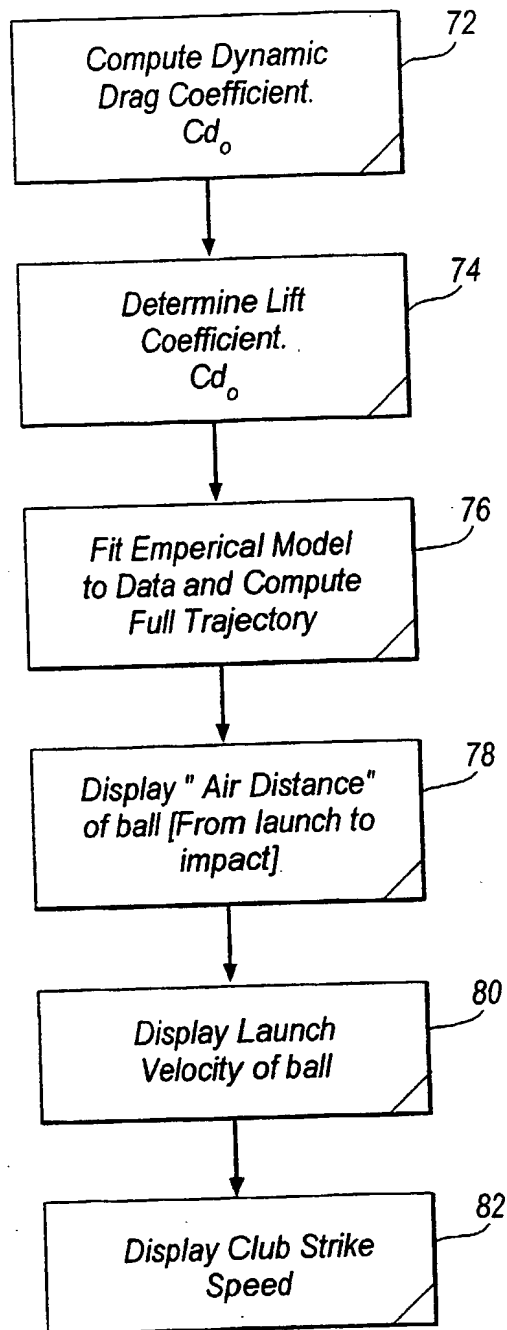 72
Compute Dynamic
Drag Coefficient.
Cdo
74
Determine Lift
Coefficient.
Cdo
76
Fit Emperical Model
to Data and Compute
Full Trajectory
78
Display " Air Distance"
of ball [From launch to
impact]
80
Display Launch
Velocity of ball
82
Display Club Strike
Speed